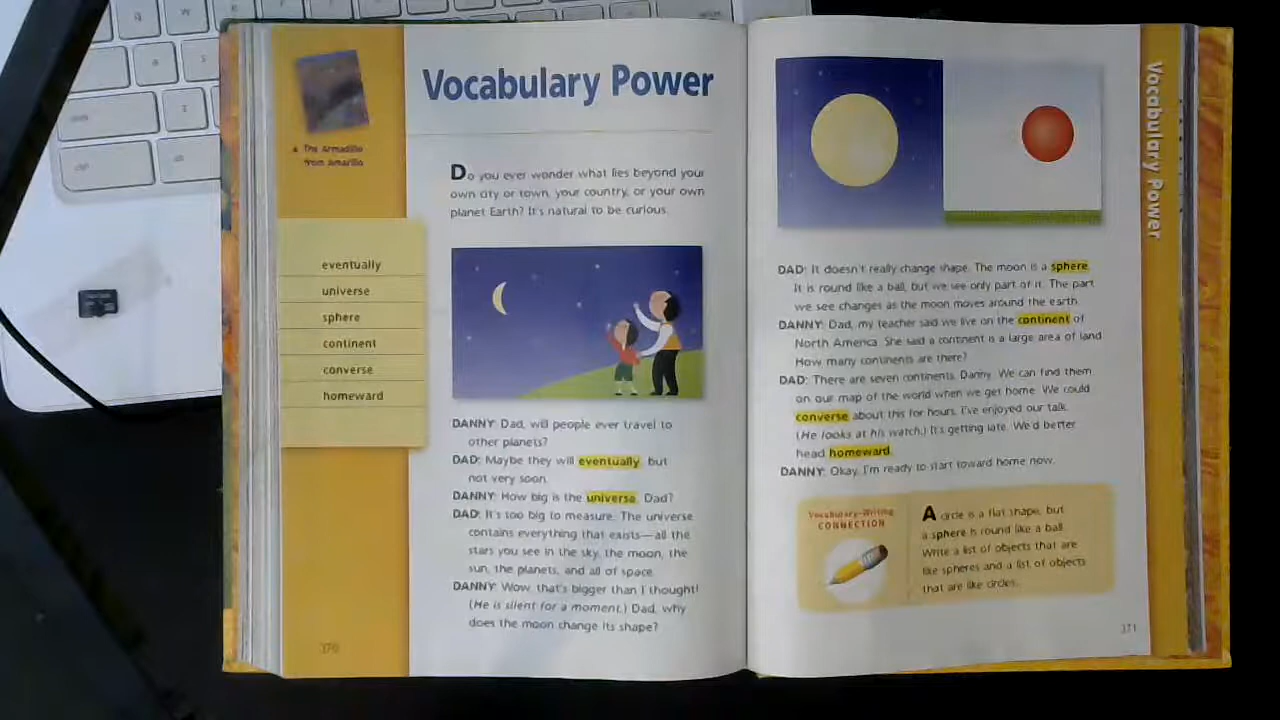 Vocabulary Power
The Armadillo
from Amarillo
Do you ever wonder what lies beyond your
own city or town, your country, or your own
planet Earth? It's natural to be curious.
eventually
universe
sphere
continent
converse
homeward
DANNY: Dad, will people ever travel to
other planets?
DAD: Maybe they will eventually, but
not very soon.
DANNY: How big is the universe, Dad?
DAD: It's too big to measure. The universe
contains everything that exists—all the
stars you see in the sky, the moon, the
sun, the planets, and all of space.
DANNY: Wow, that's bigger than I thought!
(He is silent for a moment.) Dad, why
does the moon change its shape?
370
DAD: It doesn't really change shape. The moon is a sphere.
It is round like a ball, but we see only part of it. The part
we see changes as the moon moves around the earth.
DANNY: Dad, my teacher said we live on the continent of
North America. She said a continent is a large area of land.
How many continents are there?
DAD: There are seven continents, Danny. We can find them
on our map of the world when we get home. We could
converse about this for hours. I've enjoyed our talk.
(He looks at his watch.) It's getting late. We'd better
head homeward.
DANNY: Okay. I'm ready to start toward home now.
Vocabulary-Writing
CONNECTION
A circle is a flat shape, but
a sphere is round like a ball.
Write a list of objects that are
like spheres and a list of objects
that are like circles.
371
Vocabulary Power